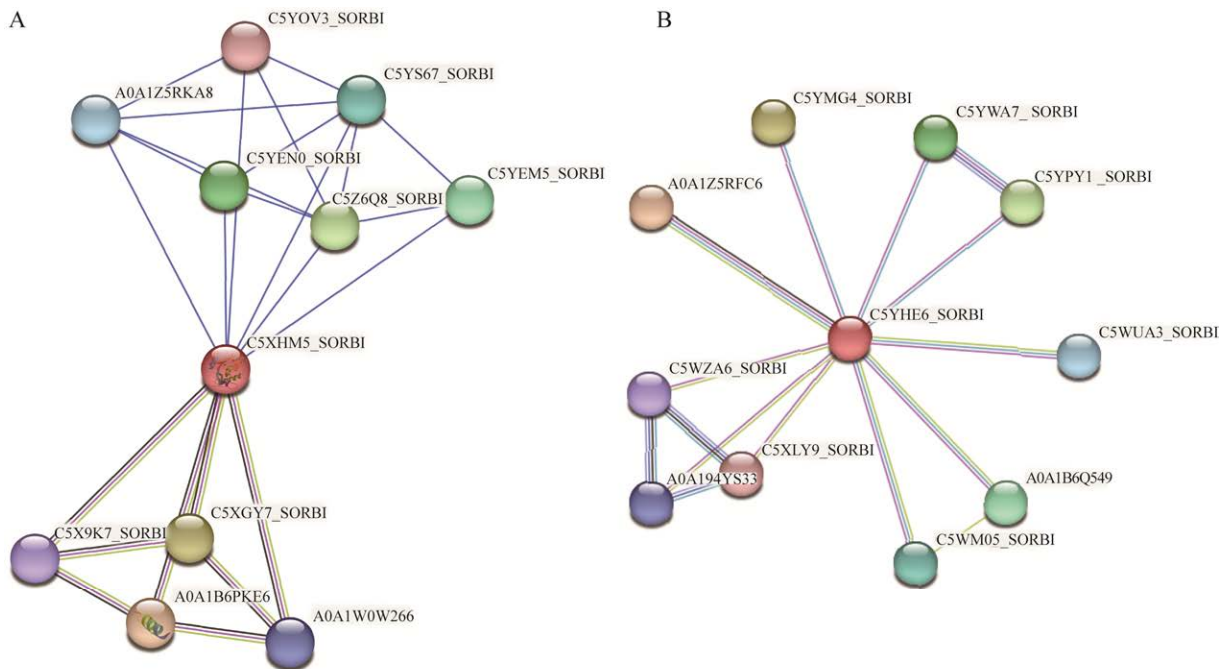 A
C5YOV3_SORBI
C5YS67_SORBI
A0A1Z5RKA8
C5YEN0_SORBI
C5YEM5_SORBI
C5Z6Q8_SORBI
C5XHM5_SORBI
C5XGY7_SORBI
C5X9K7_SORBI
A0A1B6PKE6
A0A1W0W266
B
C5YMG4_SORBI
C5YWA7_SORBI
C5YPY1_SORBI
A0A1Z5RFC6
C5YHE6_SORBI
C5WUA3_SORBI
C5WZA6_SORBI
C5XLY9_SORBI
A0A194YS33
A0A1B6Q549
C5WM05_SORBI